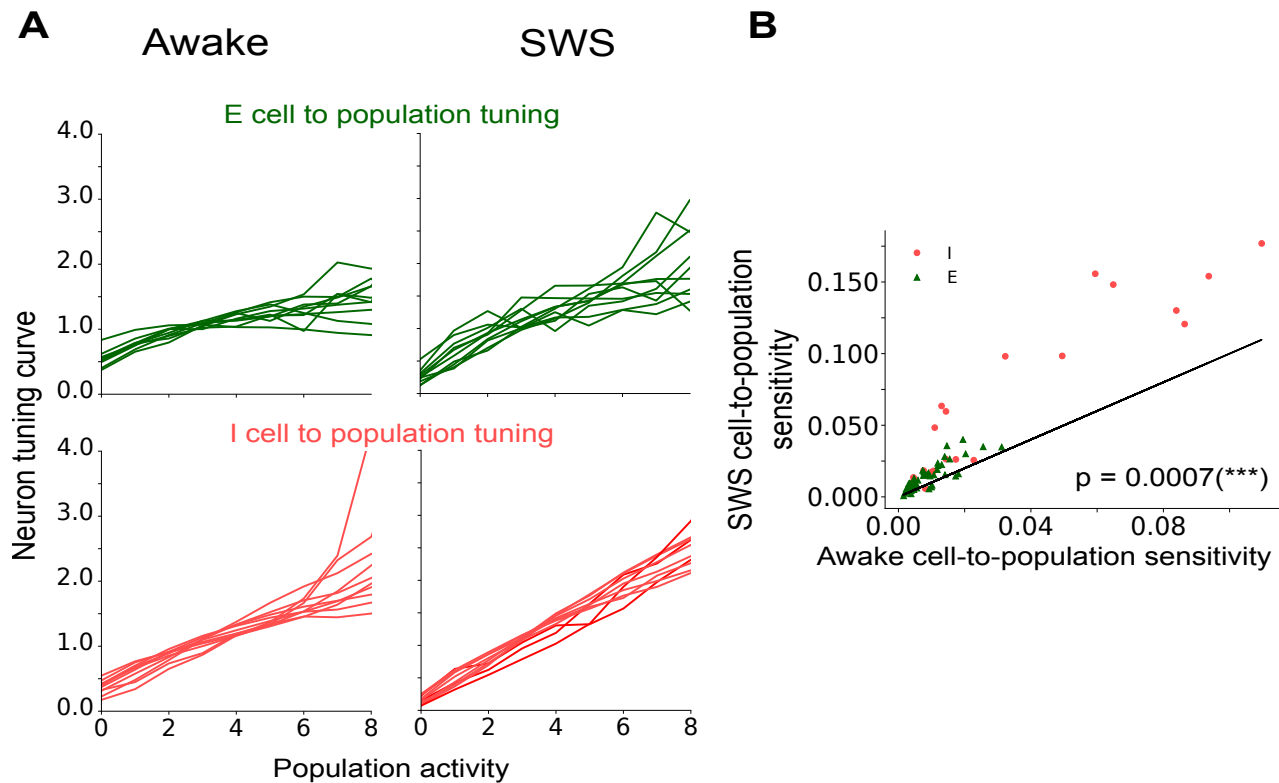 A
Awake
SWS
B
E cell to population tuning
4.0
3.0
2.0
1.0
0.0
I cell to population tuning
4.0
3.0
2.0
1.0
0.0
0 2 4 6 8
0 2 4 6 8
Neuron tuning curve
Population activity
I
E
0.150
0.100
0.050
0.000
SWS cell-to-population
sensitivity
p = 0.0007(***)
0.00 0.04 0.08
Awake cell-to-population sensitivity